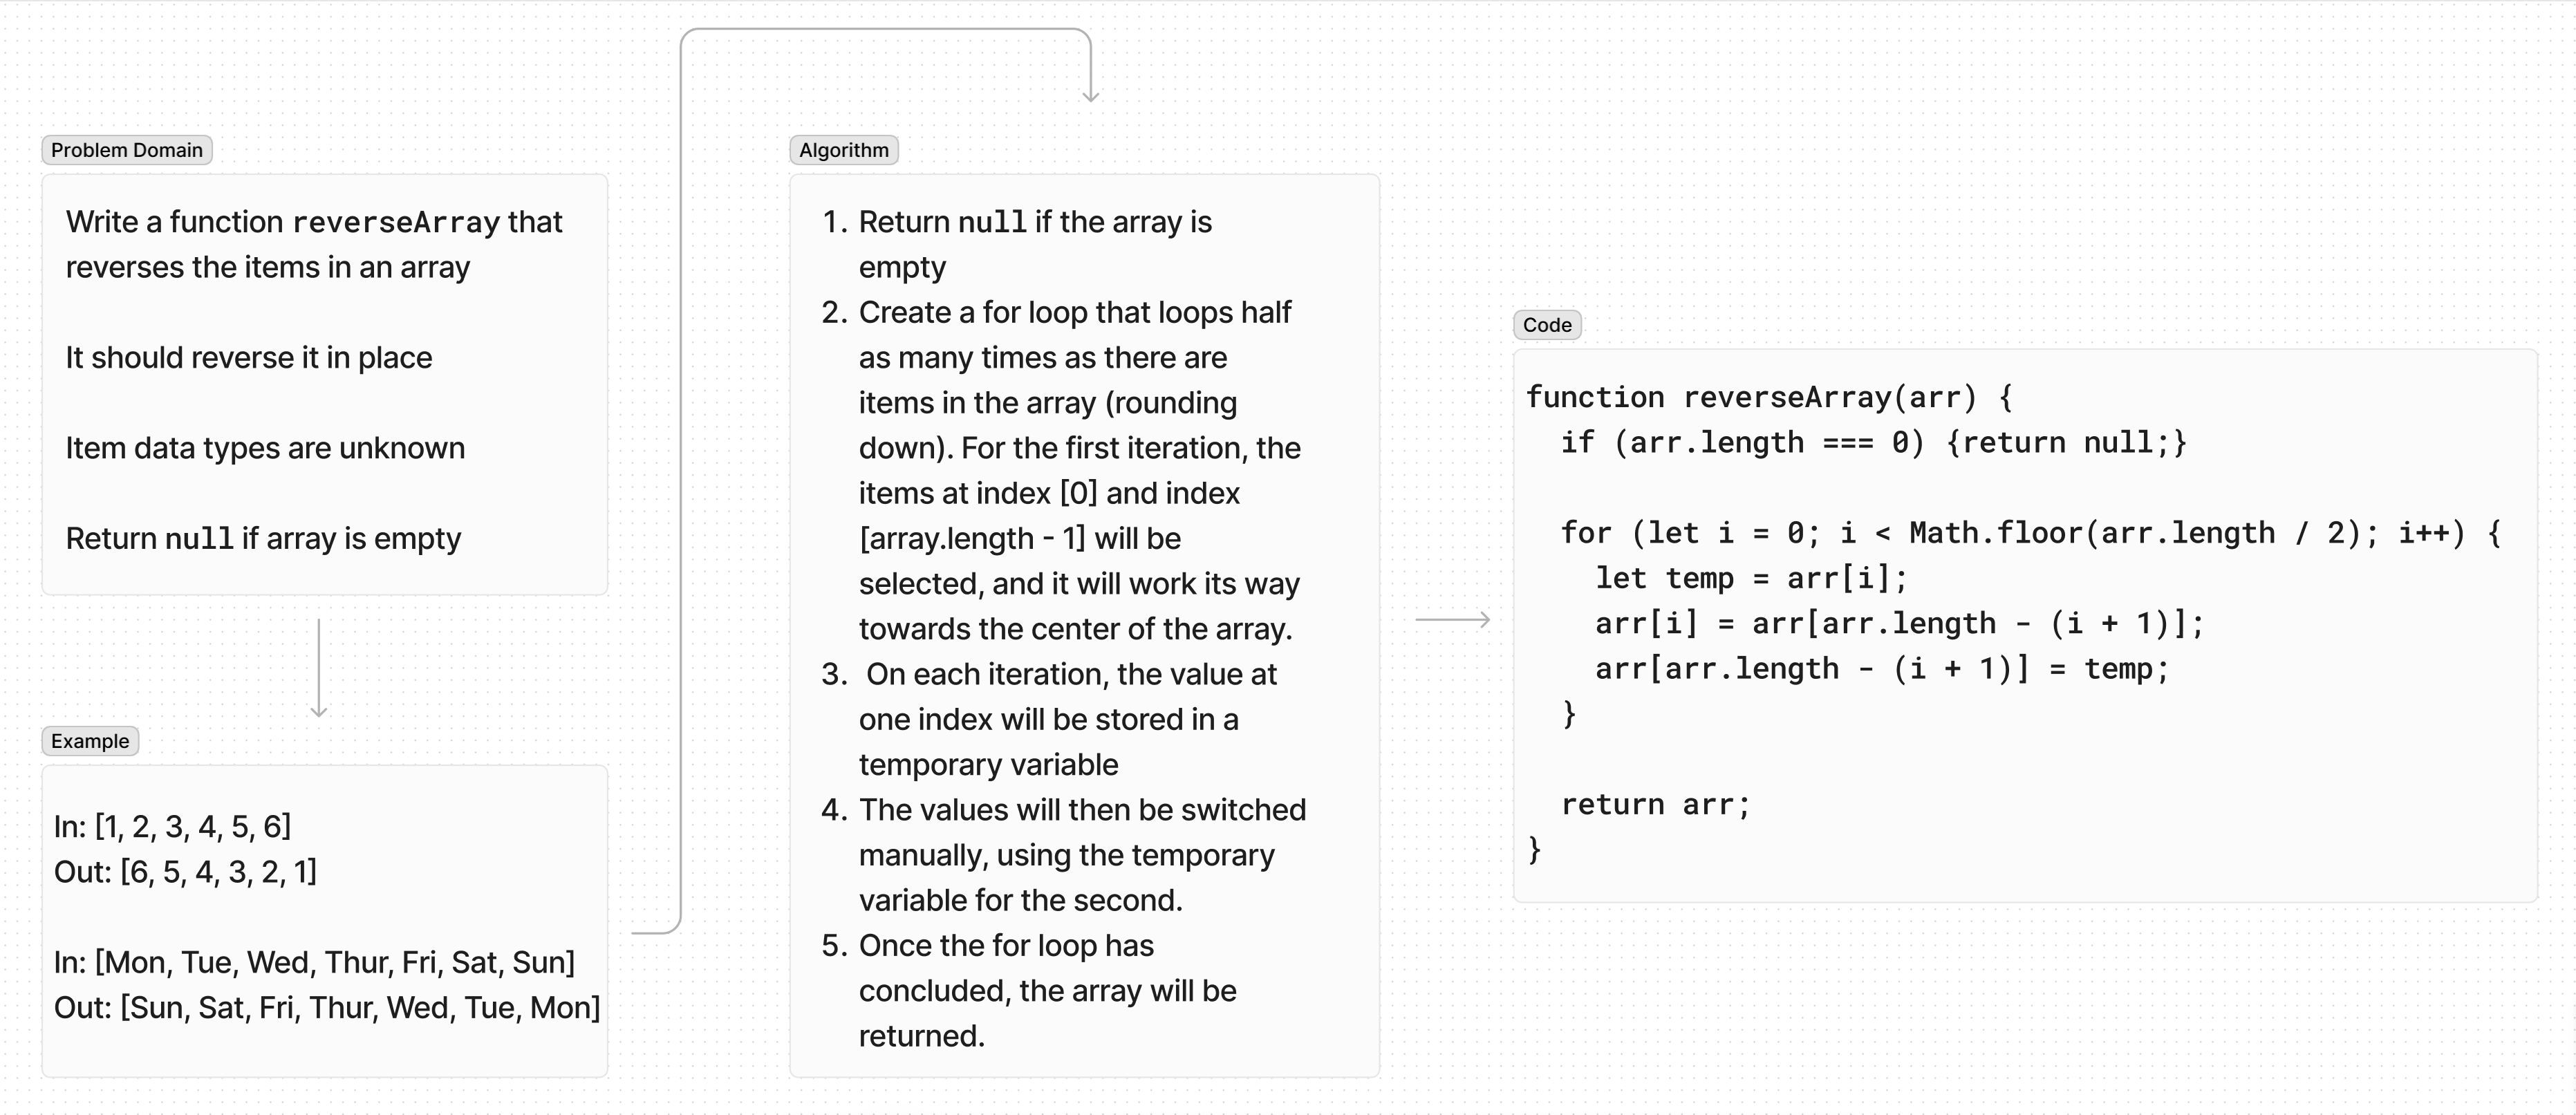 Problem Domain
Write a function reverseArray that
reverses the items in an array
It should reverse it in place
Item data types are unknown
Return null if array is empty
Example
In: [1, 2, 3, 4, 5, 6]
Out: [6, 5, 4, 3, 2, 1]
In: [Mon, Tue, Wed, Thur, Fri, Sat, Sun]
Out: [Sun, Sat, Fri, Thur, Wed, Tue, Mon]
Algorithm
1. Return null if the array is
empty
2. Create a for loop that loops half
as many times as there are
items in the array (rounding
down). For the first iteration, the
items at index [0] and index
[array.length - 1] will be
selected, and it will work its way
towards the center of the array.
3. On each iteration, the value at
one index will be stored in a
temporary variable
4. The values will then be switched
manually, using the temporary
variable for the second.
5. Once the for loop has
concluded, the array will be
returned.
Code
function reverseArray(arr) {
  if (arr.length === 0) {return null;}
  for (let i = 0; i < Math.floor(arr.length / 2); i++) {
    let temp = arr[i];
    arr[i] = arr[arr.length - (i + 1)];
    arr[arr.length - (i + 1)] = temp;
  }
  return arr;
}